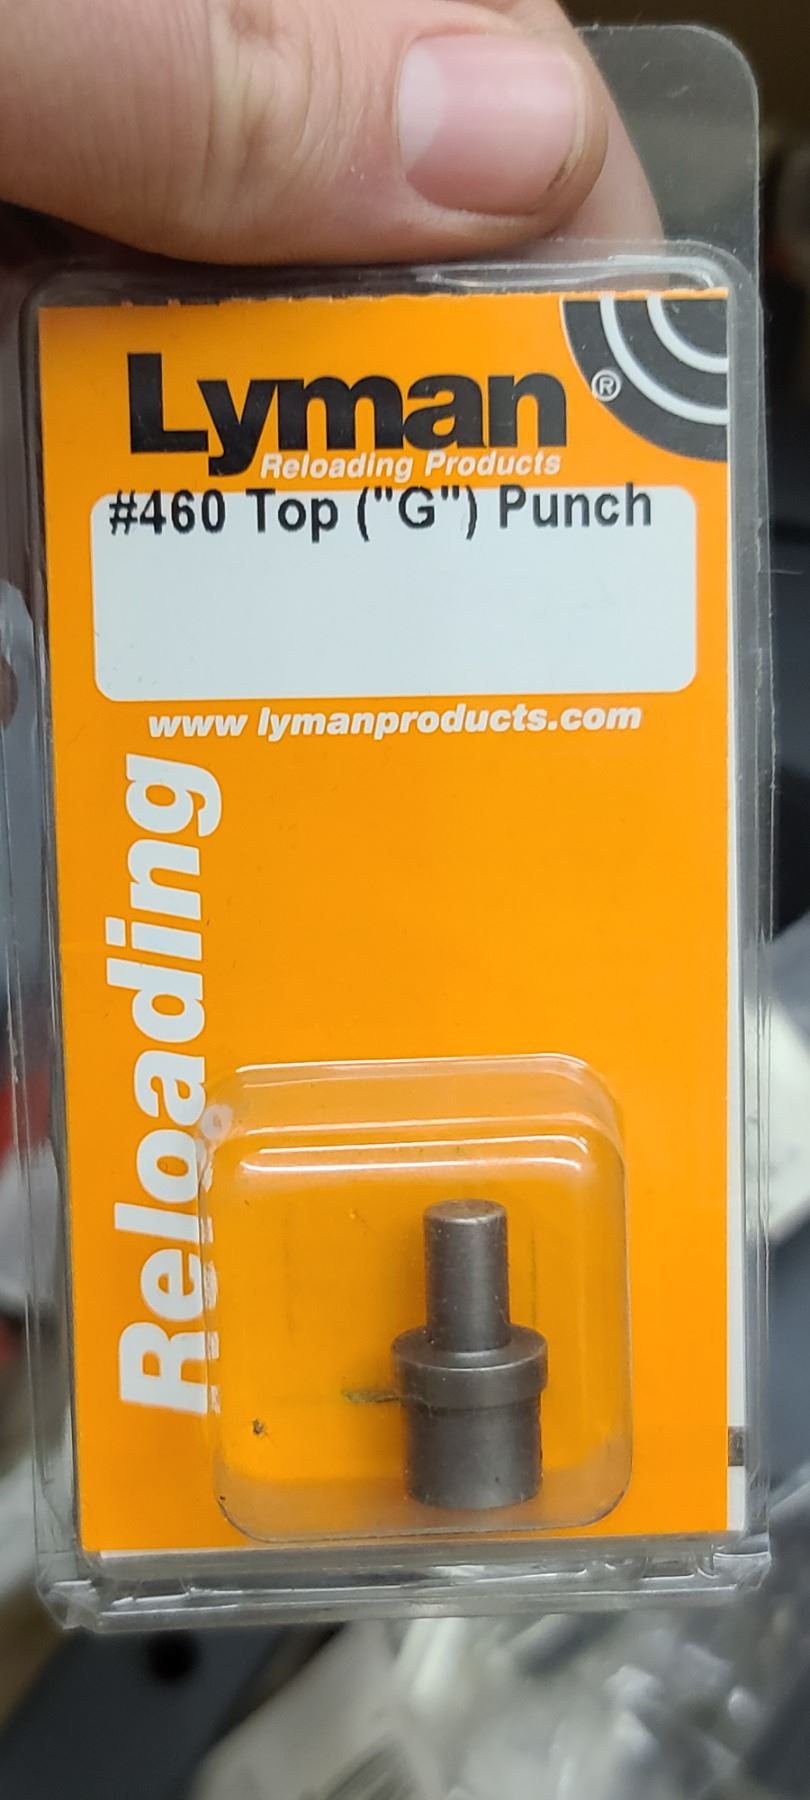 Lyman®
Reloading Products
#460 Top ("G") Punch
www lymanproducts.com
Reloading